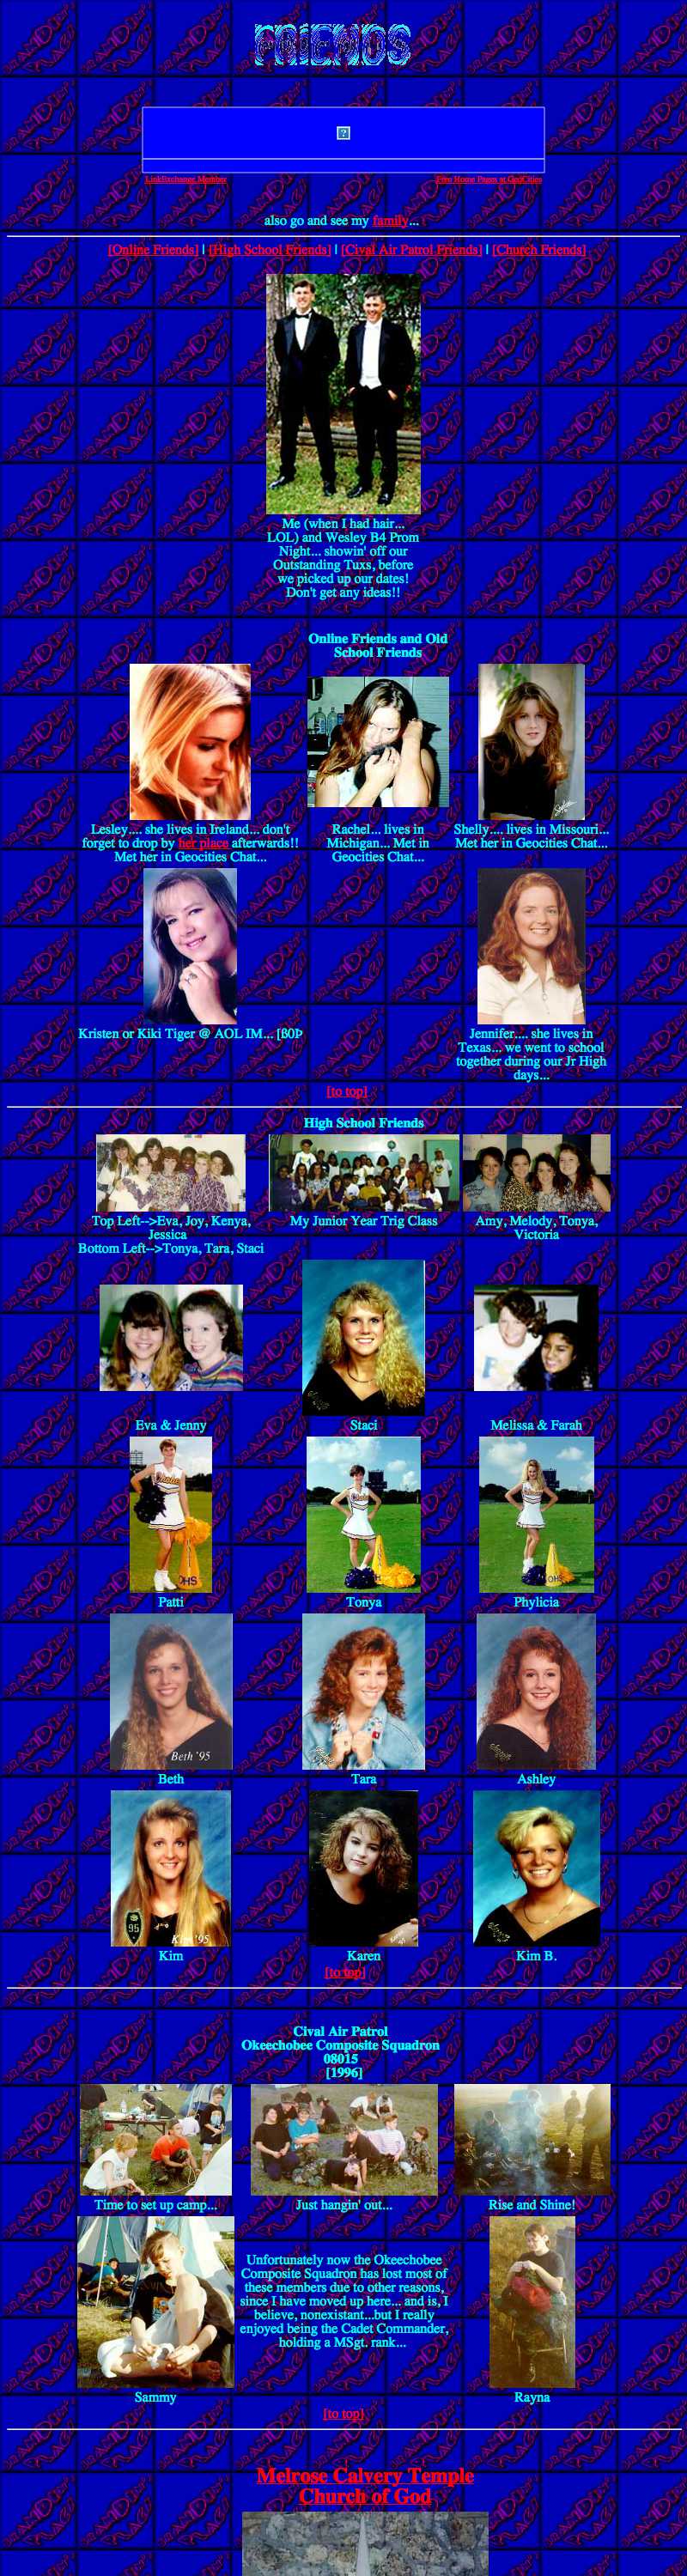 FRIENDS
LinkExchange Member Free Home Pages at GeoCities
also go and see my family...
[Online Friends] | [High School Friends] | [Cival Air Patrol Friends] | [Church Friends]
Me (when I had hair...
LOL) and Wesley B4 Prom
Night... showin' off our
Outstanding Tuxs, before
we picked up our dates!
Don't get any ideas!!
Online Friends and Old
School Friends
Lesley.... she lives in Ireland... don't
forget to drop by her place afterwards!!
Met her in Geocities Chat...
Rachel... lives in
Michigan... Met in
Geocities Chat...
Shelly.... lives in Missouri...
Met her in Geocities Chat...
Kristen or Kiki Tiger @ AOL IM... [ß0Þ
Jennifer.... she lives in
Texas... we went to school
together during our Jr High
days...
[to top]
High School Friends
Top Left-->Eva, Joy, Kenya,
Jessica
Bottom Left-->Tonya, Tara, Staci
My Junior Year Trig Class
Amy, Melody, Tonya,
Victoria
Eva & Jenny
Staci
Melissa & Farah
OHS
Patti
Tonya
Phylicia
Beth '95
Beth
Tara
Ashley
95
Kim '95
Kim
Karen
Kim B.
[to top]
Cival Air Patrol
Okeechobee Composite Squadron
08015
[1996]
Time to set up camp...
Just hangin' out...
Rise and Shine!
Unfortunately now the Okeechobee
Composite Squadron has lost most of
these members due to other reasons,
since I have moved up here... and is, I
believe, nonexistant...but I really
enjoyed being the Cadet Commander,
holding a MSgt. rank...
Sammy
Rayna
[to top]
Melrose Calvery Temple
Church of God